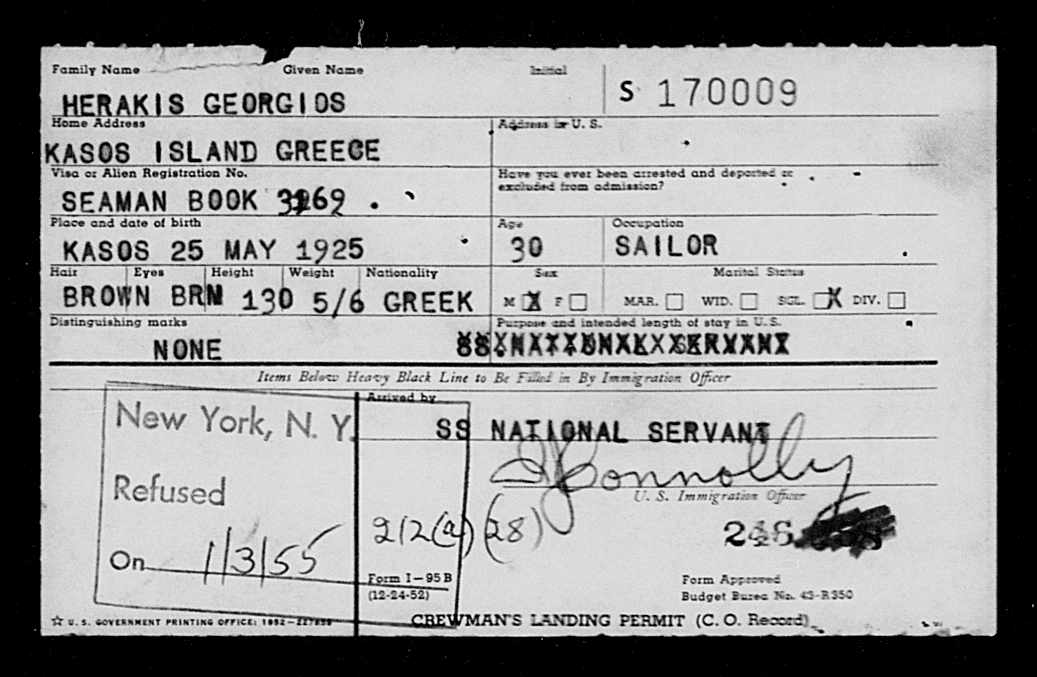 Family Name Given Name Initial
HERAKIS GEORGIOS
S 170009
Home Address Address in U. S.
KASOS ISLAND GREECE
Visa or Alien Registration No. Have you ever been arrested and deported or
excluded from admission?
SEAMAN BOOK 3169
Place and date of birth Age Occupation
KASOS 25 MAY 1925 30 SAILOR
Hair Eyes Height Weight Nationality Sex Marital Status
BROWN BRN 130 5/6 GREEK M X F MAR. WID. SGL. X DIV.
Distinguishing marks Purpose and intended length of stay in U.S.
NONE
Items Below Heavy Black Line to Be Filled in By Immigration Officer
New York, N. Y.
Refused
On 1/3/55
Arrived by
SS NATIONAL SERVANT
Connolly
U. S. Immigration Officer
212(a)(28)
246
Form I-95B
(12-24-52)
Form Approved
Budget Bureau No. 43-R350
☆ U. S. GOVERNMENT PRINTING OFFICE: 1952
CREWMAN'S LANDING PERMIT (C. O. Record)